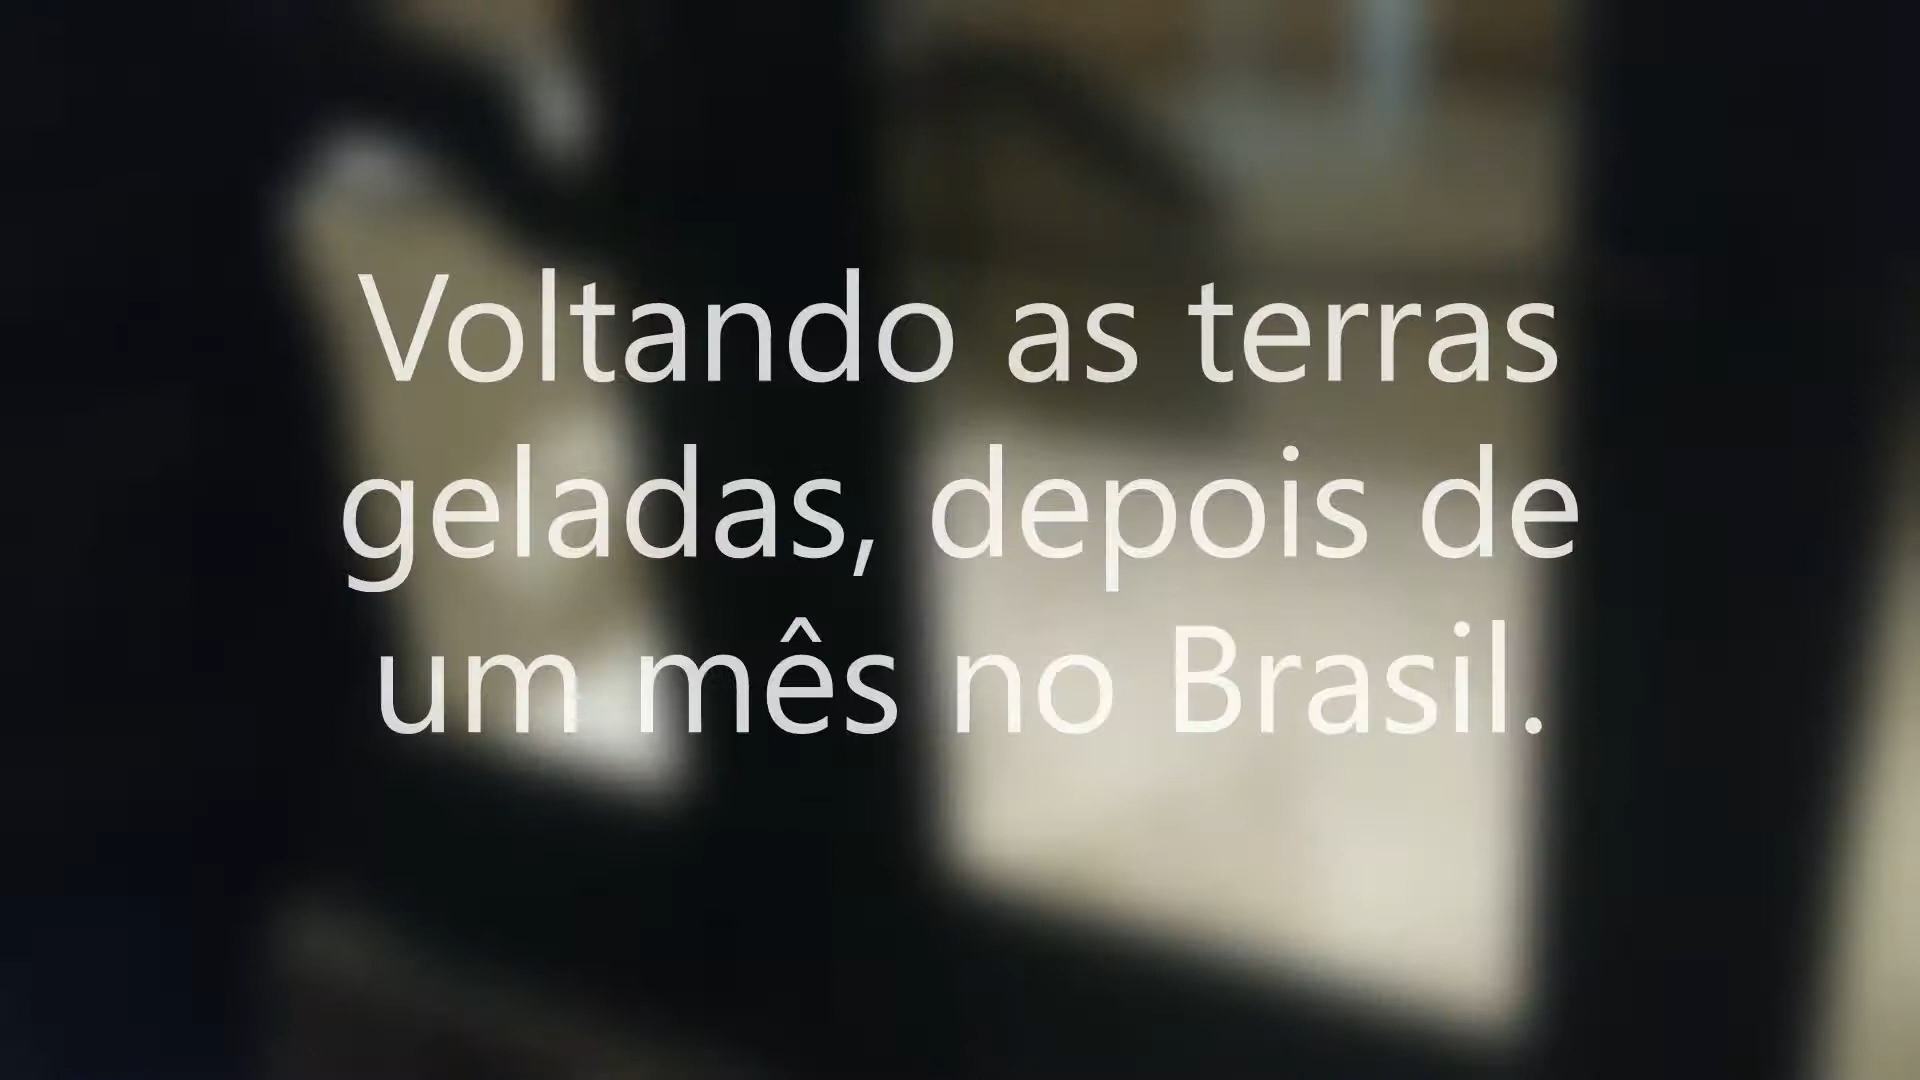 Voltando as terras
geladas, depois de
um mês no Brasil.